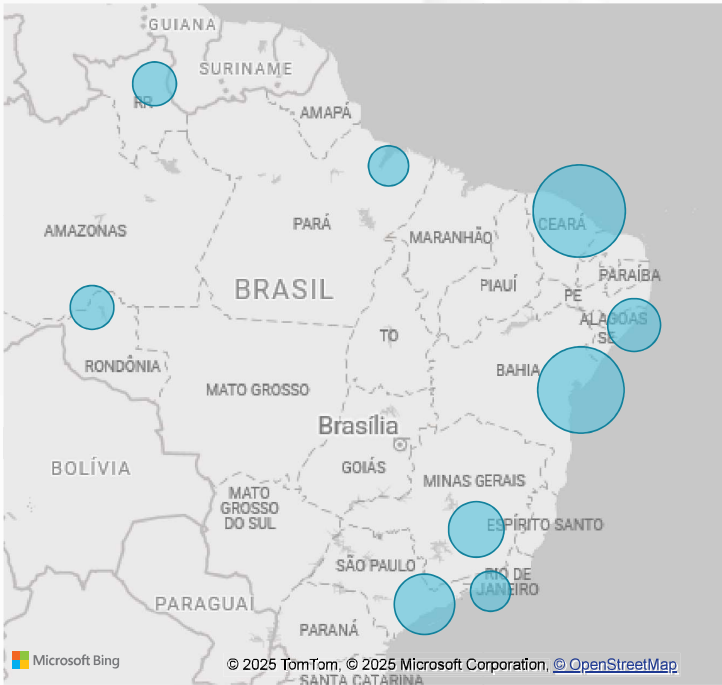 GUIANA
SURINAME
RR
AMAPÁ
AMAZONAS
PARÁ
MARANHÃO
CEARÁ
BRASIL
PIAUÍ
PARAÍBA
PE
ALAGOAS
SE
TO
RONDÔNIA
MATO GROSSO
BAHIA
Brasília
BOLÍVIA
GOIÁS
MINAS GERAIS
MATO
GROSSO
DO SUL
ESPÍRITO SANTO
SÃO PAULO
RIO DE
JANEIRO
PARAGUAI
PARANÁ
Microsoft Bing
© 2025 TomTom, © 2025 Microsoft Corporation, © OpenStreetMap
SANTA CATARINA